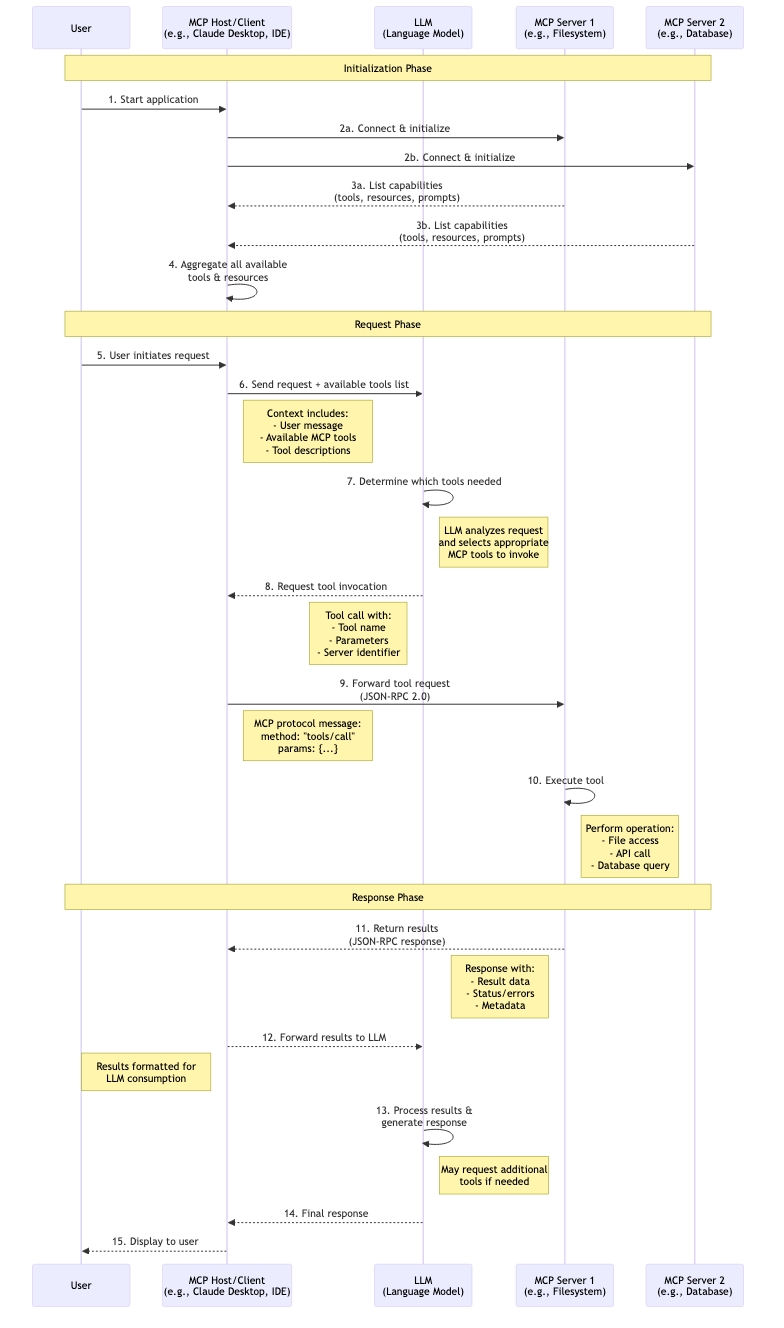 User
MCP Host/Client
(e.g., Claude Desktop, IDE)
LLM
(Language Model)
MCP Server 1
(e.g., Filesystem)
MCP Server 2
(e.g., Database)
Initialization Phase
1. Start application
2a. Connect & initialize
2b. Connect & initialize
3a. List capabilities
(tools, resources, prompts)
3b. List capabilities
(tools, resources, prompts)
4. Aggregate all available
tools & resources
Request Phase
5. User initiates request
6. Send request + available tools list
Context includes:
- User message
- Available MCP tools
- Tool descriptions
7. Determine which tools needed
LLM analyzes request
and selects appropriate
MCP tools to invoke
8. Request tool invocation
Tool call with:
- Tool name
- Parameters
- Server identifier
9. Forward tool request
(JSON-RPC 2.0)
MCP protocol message:
method: "tools/call"
params: {...}
10. Execute tool
Perform operation:
- File access
- API call
- Database query
Response Phase
11. Return results
(JSON-RPC response)
Response with:
- Result data
- Status/errors
- Metadata
12. Forward results to LLM
Results formatted for
LLM consumption
13. Process results &
generate response
May request additional
tools if needed
14. Final response
15. Display to user
User
MCP Host/Client
(e.g., Claude Desktop, IDE)
LLM
(Language Model)
MCP Server 1
(e.g., Filesystem)
MCP Server 2
(e.g., Database)